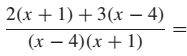 2(x + 1) + 3(x − 4)
(x − 4)(x + 1) =